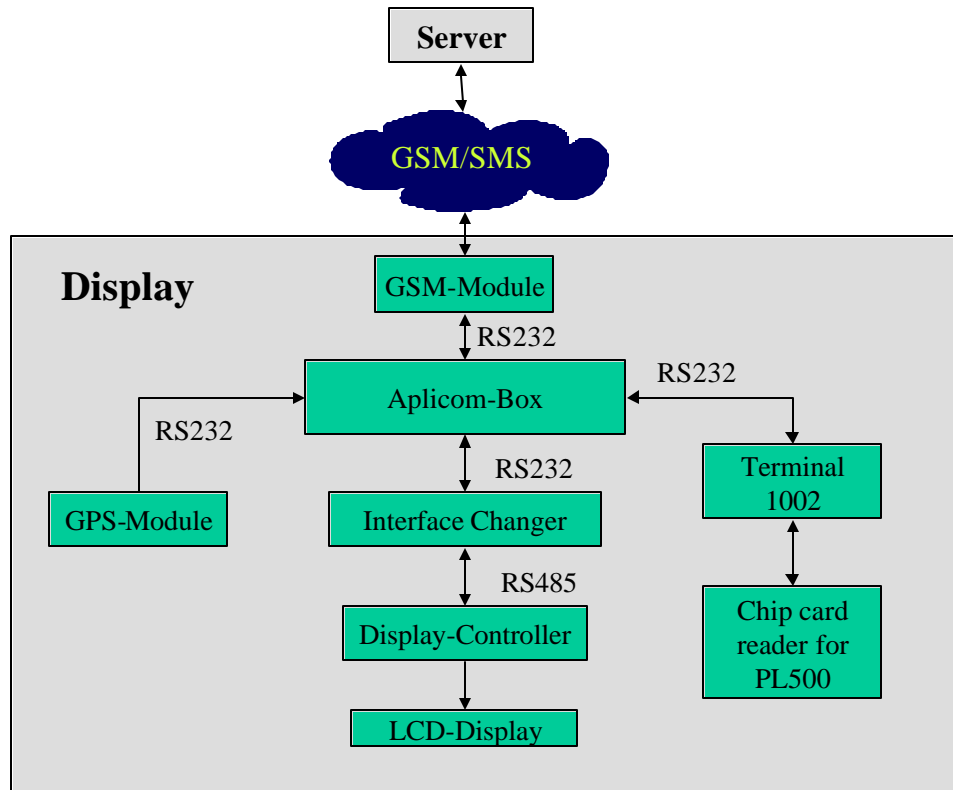 Server
GSM/SMS
Display
GSM-Module
RS232
Aplicom-Box
RS232
RS232
RS232
GPS-Module
Interface Changer
Terminal
1002
RS485
Display-Controller
Chip card
reader for
PL500
LCD-Display